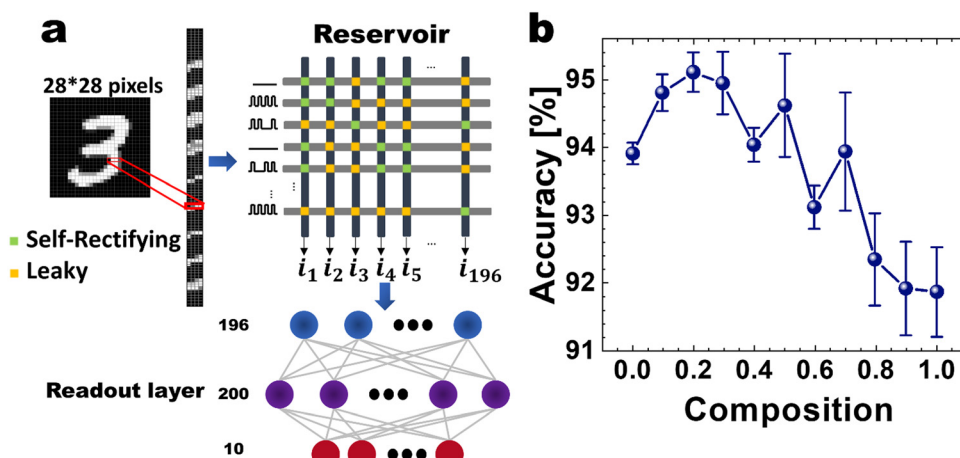 a
28*28 pixels
Self-Rectifying
Leaky
Reservoir
...
i1 i2 i3 i4 i5 i196
...
196
Readout layer 200
10
b
Accuracy [%]
95
94
93
92
91
0.0 0.2 0.4 0.6 0.8 1.0
Composition